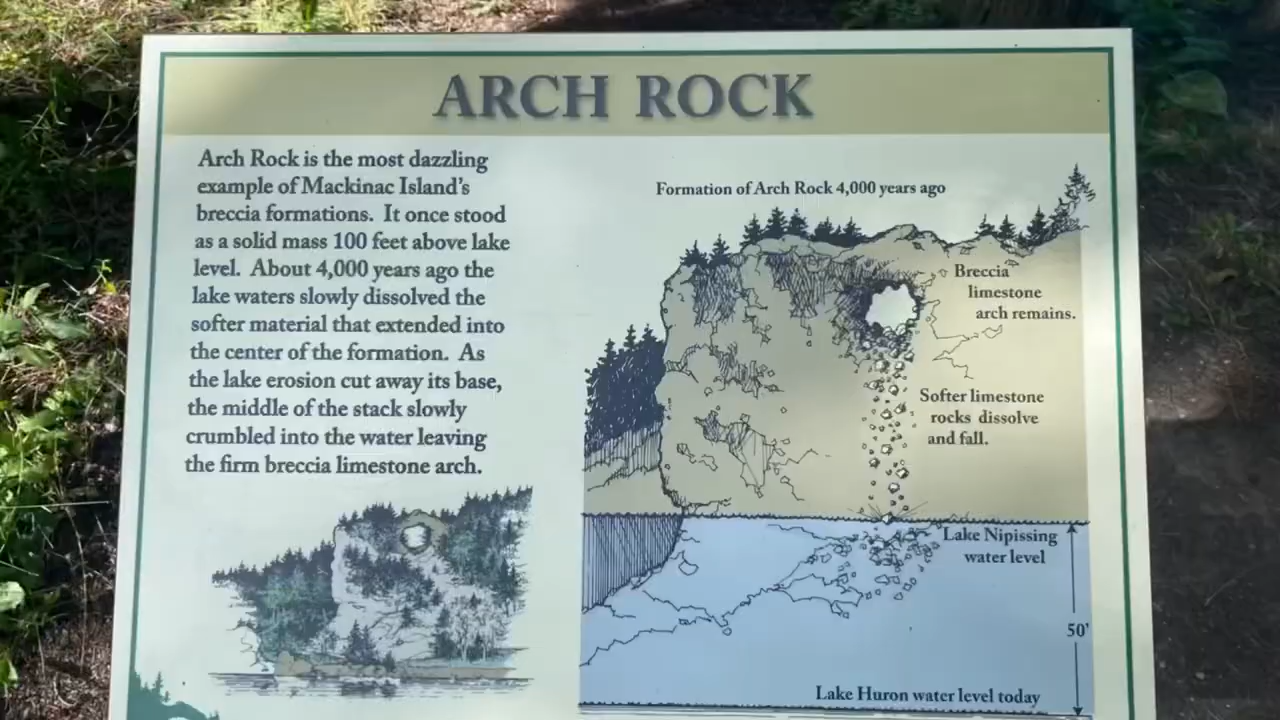 ARCH ROCK
Arch Rock is the most dazzling
example of Mackinac Island's
breccia formations. It once stood
as a solid mass 100 feet above lake
level. About 4,000 years ago the
lake waters slowly dissolved the
softer material that extended into
the center of the formation. As
the lake erosion cut away its base,
the middle of the stack slowly
crumbled into the water leaving
the firm breccia limestone arch.
Formation of Arch Rock 4,000 years ago
Breccia
limestone
arch remains.
Softer limestone
rocks dissolve
and fall.
Lake Nipissing
water level
50'
Lake Huron water level today